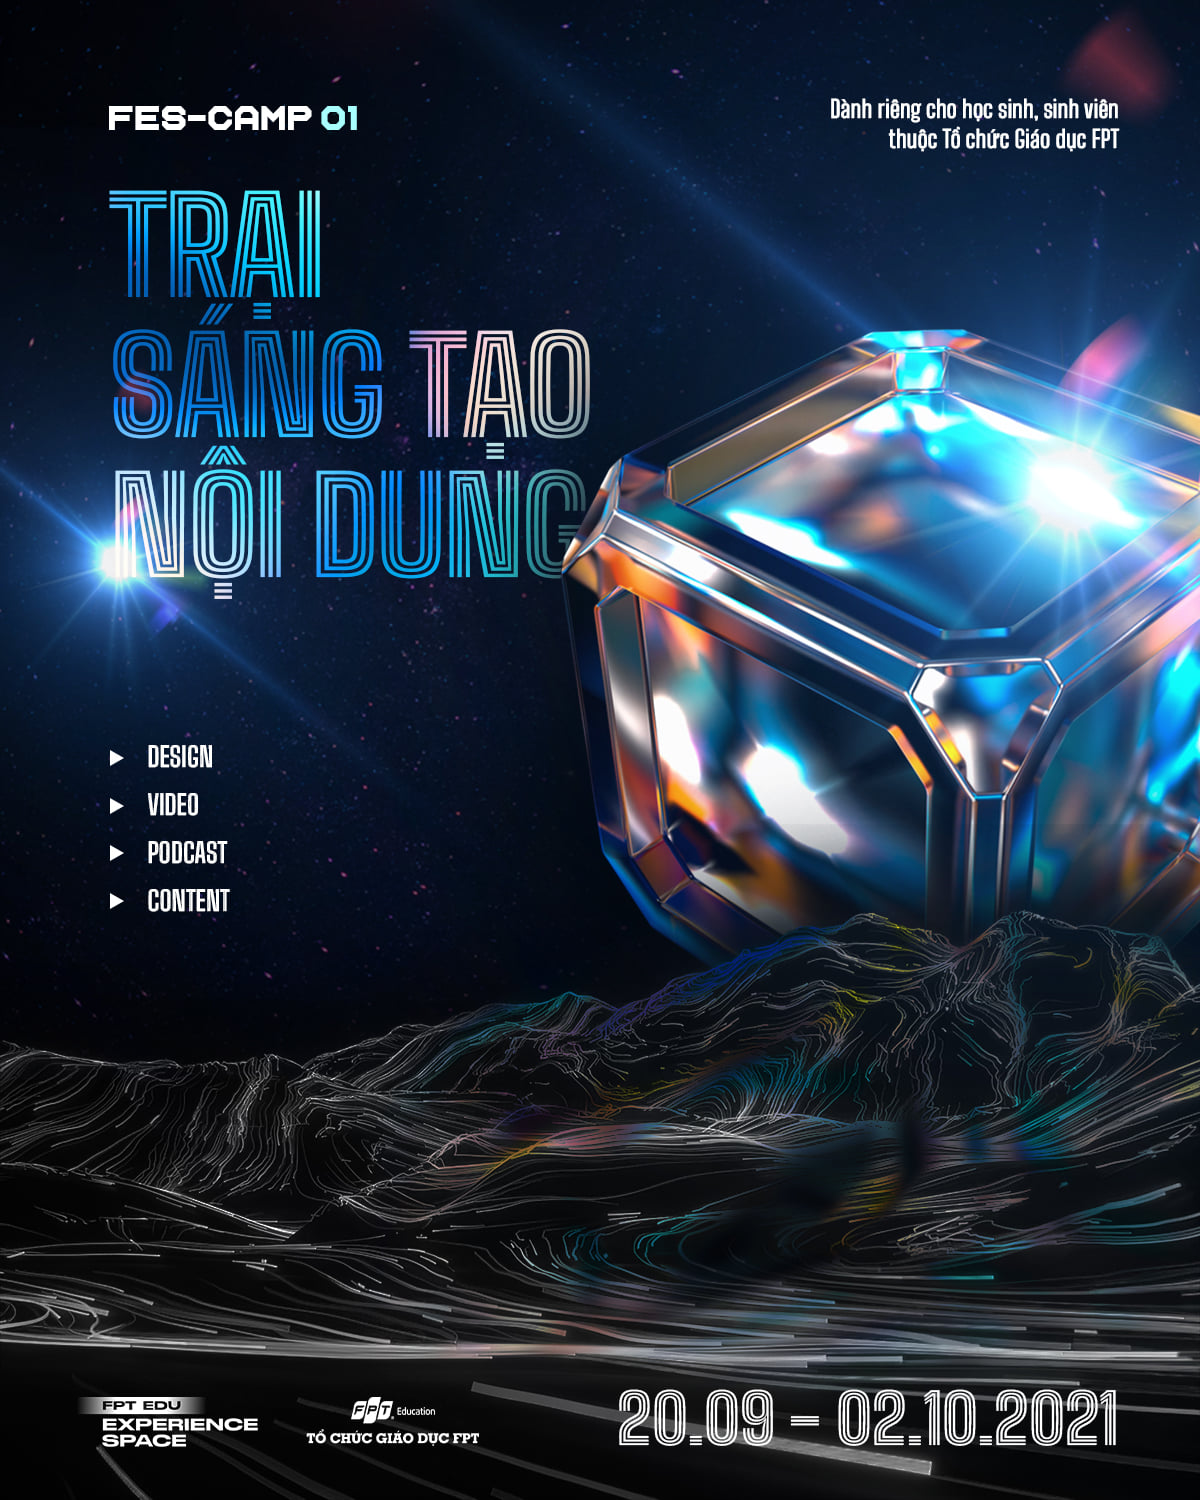 FES-CAMP 01
Dành riêng cho học sinh, sinh viên
thuộc Tổ chức Giáo dục FPT
TRẠI
SÁNG TẠO
NỘI DUNG
DESIGN
VIDEO
PODCAST
CONTENT
FPT EDU
EXPERIENCE
SPACE
FPT Education
TỔ CHỨC GIÁO DỤC FPT
20.09 – 02.10.2021